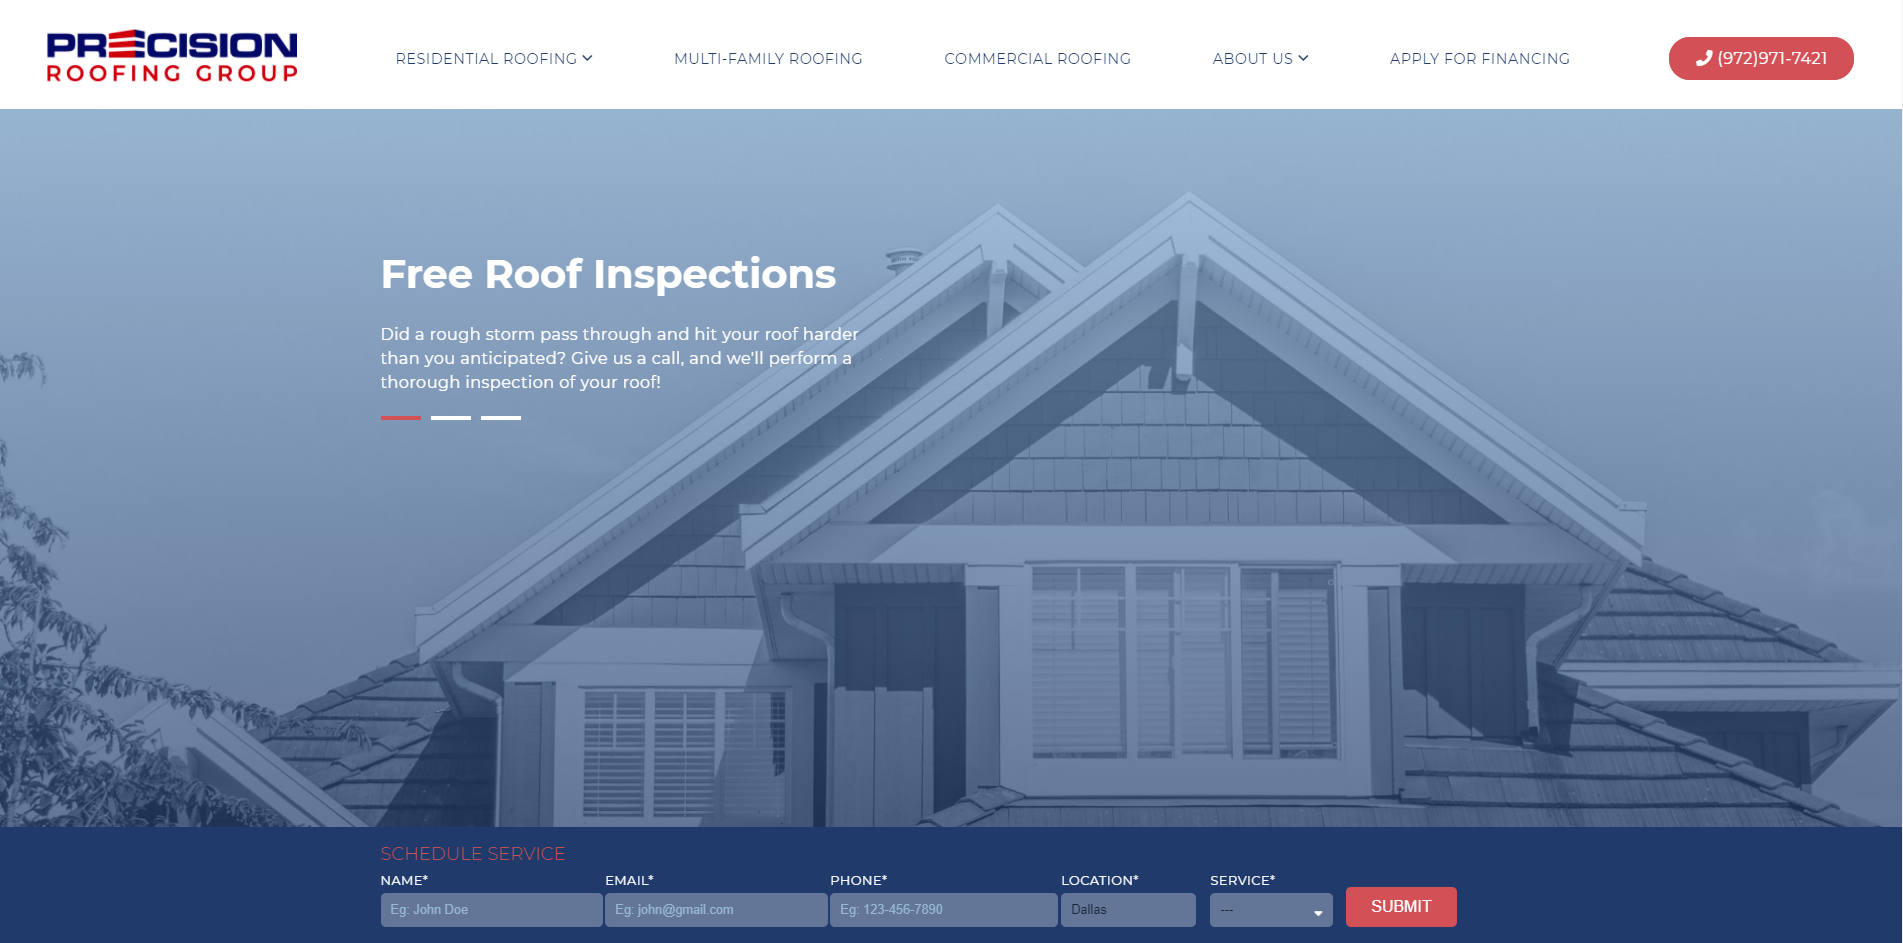 PRECISION
ROOFING GROUP
RESIDENTIAL ROOFING
MULTI-FAMILY ROOFING
COMMERCIAL ROOFING
ABOUT US
APPLY FOR FINANCING
(972)971-7421
Free Roof Inspections
Did a rough storm pass through and hit your roof harder
than you anticipated? Give us a call, and we'll perform a
thorough inspection of your roof!
SCHEDULE SERVICE
NAME*
EMAIL*
PHONE*
LOCATION*
SERVICE*
Eg: John Doe
Eg: john@gmail.com
Eg: 123-456-7890
Dallas
---
SUBMIT